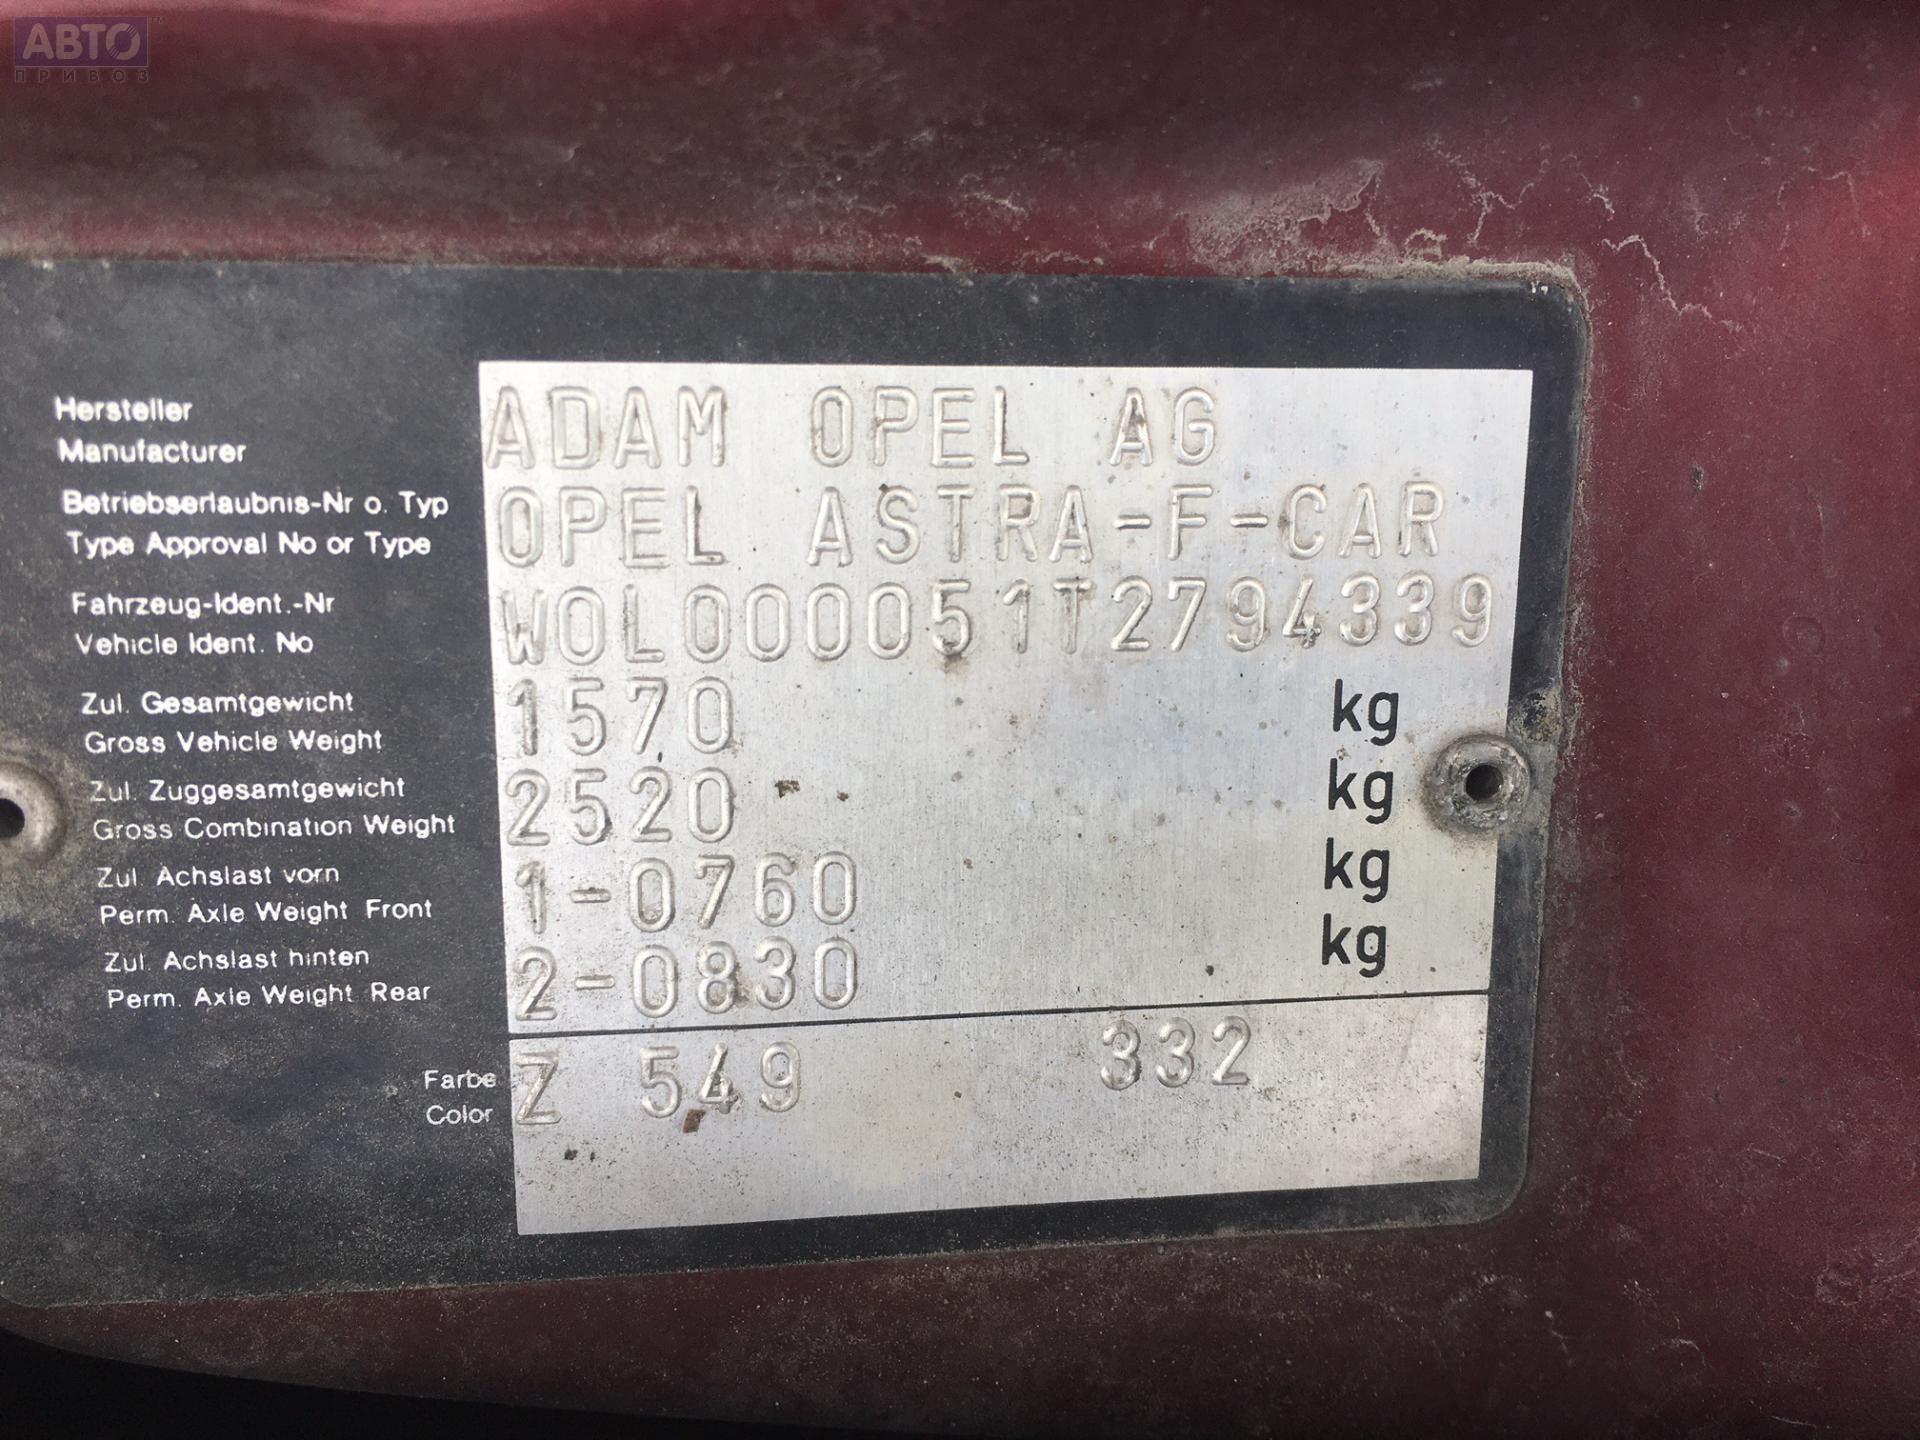 АВТО™
ПРИВОЗ
Hersteller
Manufacturer
ADAM OPEL AG
Betriebserlaubnis-Nr o. Typ
Type Approval No or Type
OPEL ASTRA-F-CAR
Fahrzeug-Ident.-Nr
Vehicle Ident. No
W0L000051T2794339
Zul. Gesamtgewicht
Gross Vehicle Weight
1570 kg
Zul. Zuggesamtgewicht
Gross Combination Weight
2520 kg
Zul. Achslast vorn
Perm. Axle Weight Front
1-0760 kg
Zul. Achslast hinten
Perm. Axle Weight Rear
2-0830 kg
Farbe
Color
Z 549 332